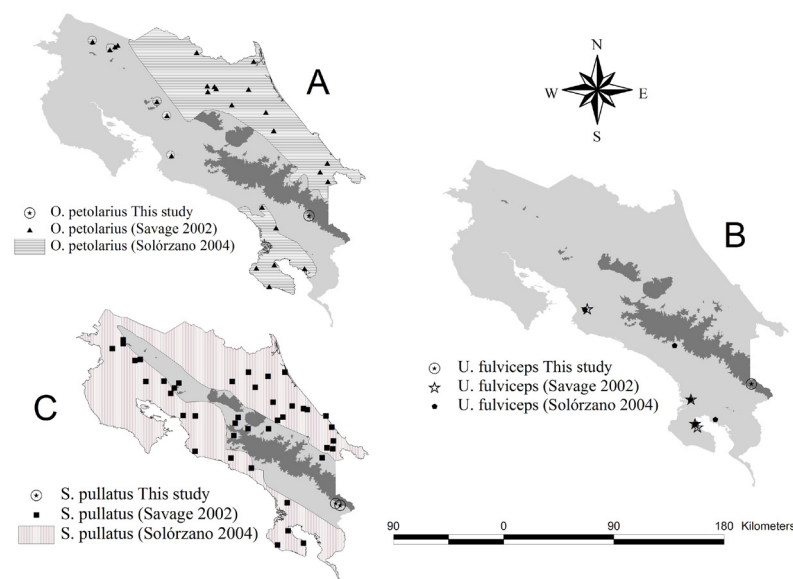 A
N
W E
S
O. petolarius This study
O. petolarius (Savage 2002)
O. petolarius (Solórzano 2004)
B
U. fulviceps This study
U. fulviceps (Savage 2002)
U. fulviceps (Solórzano 2004)
C
S. pullatus This study
S. pullatus (Savage 2002)
S. pullatus (Solórzano 2004)
90 0 90 180 Kilometers